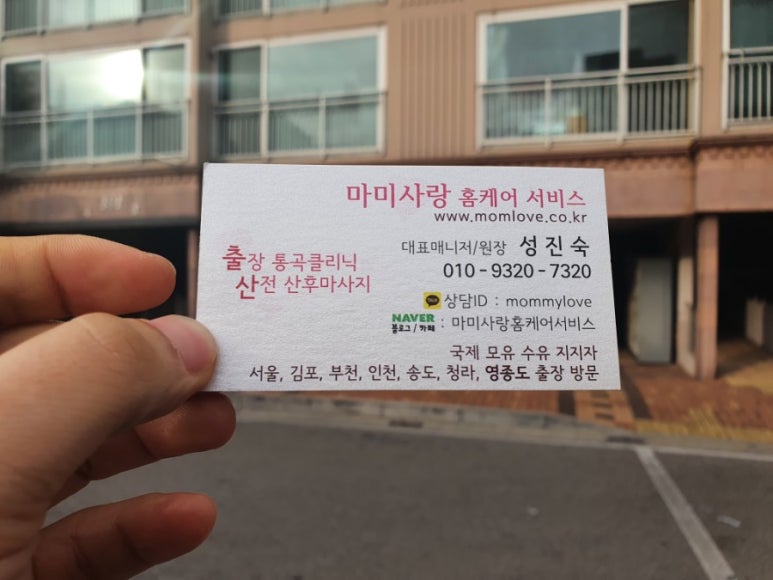 마미사랑 홈케어 서비스
www.momlove.co.kr
출장 통곡클리닉
산전 산후마사지
대표매니저/원장 성진숙
010 - 9320 - 7320
TALK 상담ID : mommylove
NAVER
블로그 / 카페 : 마미사랑홈케어서비스
국제 모유 수유 지지자
서울, 김포, 부천, 인천, 송도, 청라, 영종도 출장 방문